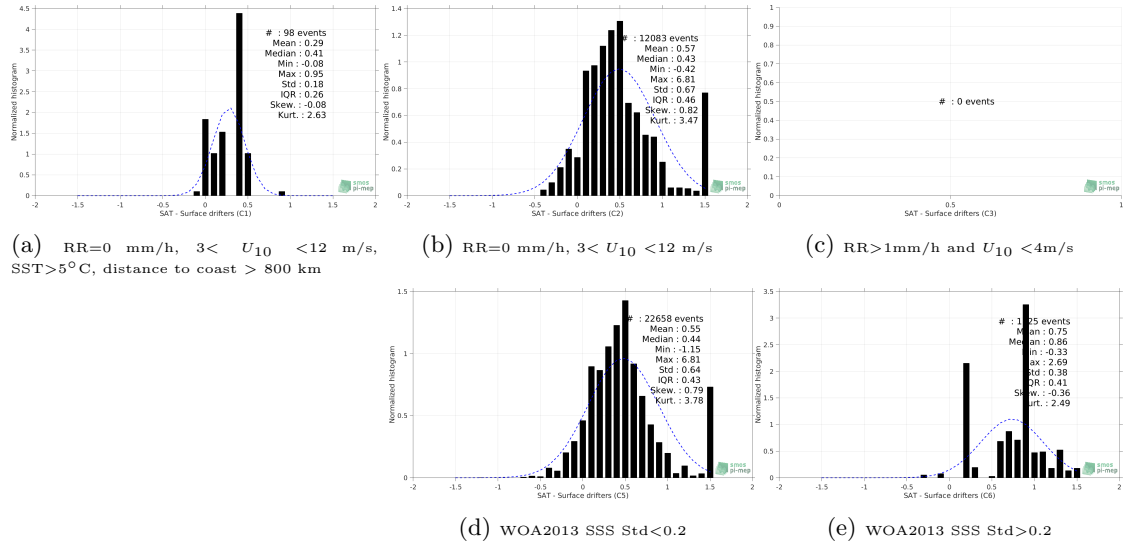 4.5
4
3.5
3
2.5
2
1.5
1
0.5
0
-2 -1.5 -1 -0.5 0 0.5 1 1.5 2
Normalized histogram
# : 98 events
Mean : 0.29
Median : 0.41
Min : -0.08
Max : 0.95
Std : 0.18
IQR : 0.26
Skew. : -0.08
Kurt. : 2.63
smos
pi-mep
SAT - Surface drifters (C1)
(a) RR=0 mm/h, 3< U10 <12 m/s,
SST>5°C, distance to coast > 800 km
1.4
1.2
1
0.8
0.6
0.4
0.2
0
-2 -1.5 -1 -0.5 0 0.5 1 1.5 2
Normalized histogram
# : 12083 events
Mean : 0.57
Median : 0.43
Min : -0.42
Max : 6.81
Std : 0.67
IQR : 0.46
Skew. : 0.82
Kurt. : 3.47
smos
pi-mep
SAT - Surface drifters (C2)
(b) RR=0 mm/h, 3< U10 <12 m/s
1
0.9
0.8
0.7
0.6
0.5
0.4
0.3
0.2
0.1
0
0 0.5 1
Normalized histogram
# : 0 events
smos
pi-mep
SAT - Surface drifters (C3)
(c) RR>1mm/h and U10 <4m/s
1.5
1
0.5
0
-2 -1.5 -1 -0.5 0 0.5 1 1.5 2
Normalized histogram
# : 22658 events
Mean : 0.55
Median : 0.44
Min : -1.15
Max : 6.81
Std : 0.64
IQR : 0.43
Skew. : 0.79
Kurt. : 3.78
smos
pi-mep
SAT - Surface drifters (C5)
(d) WOA2013 SSS Std<0.2
3.5
3
2.5
2
1.5
1
0.5
0
-2 -1.5 -1 -0.5 0 0.5 1 1.5 2
Normalized histogram
# : events
Mean : 0.75
Median : 0.86
Min : -0.33
Max : 2.69
Std : 0.38
IQR : 0.41
Skew. : -0.36
Kurt. : 2.49
smos
pi-mep
SAT - Surface drifters (C6)
(e) WOA2013 SSS Std>0.2